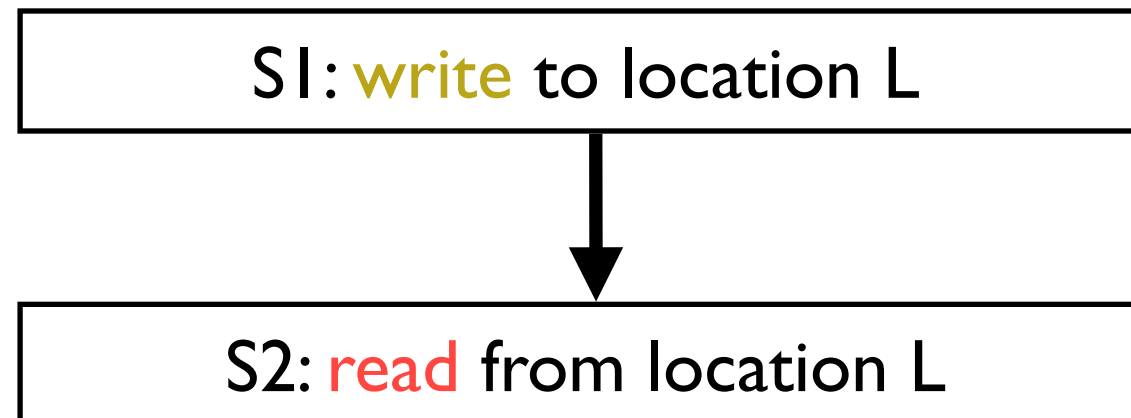 S1: write to location L
S2: read from location L